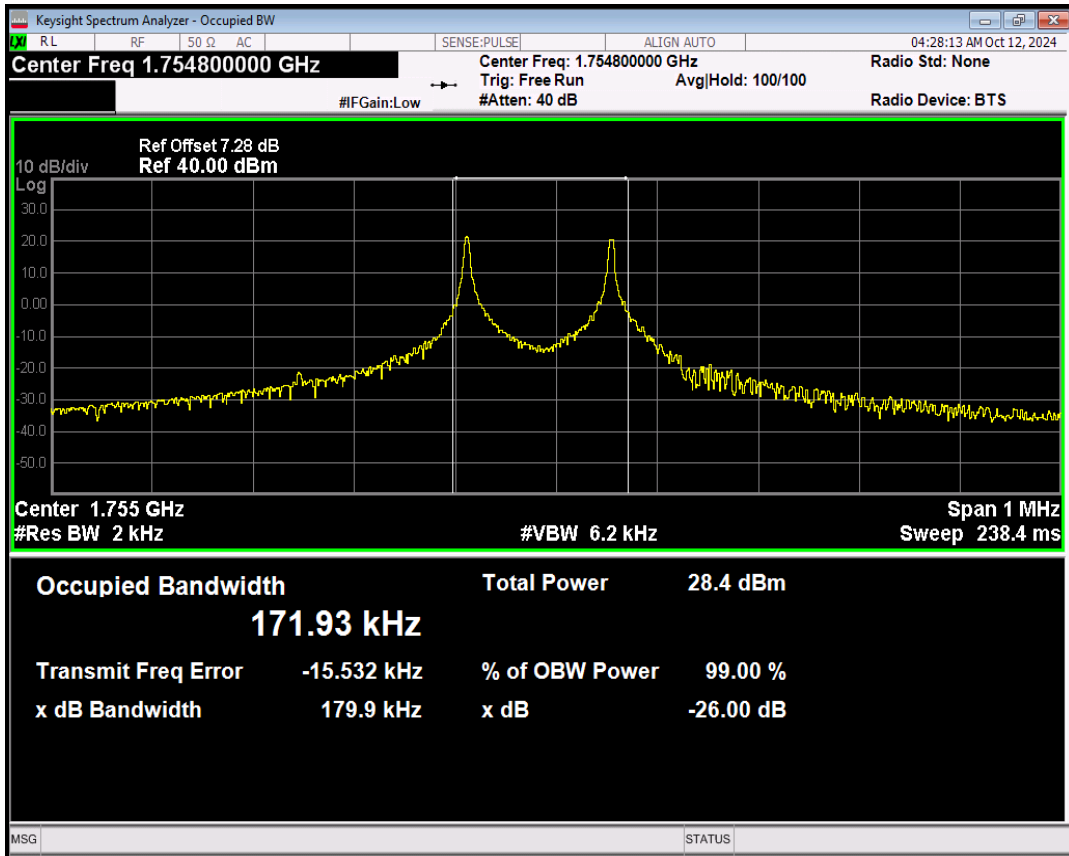 Keysight Spectrum Analyzer - Occupied BW
LXI RL RF 50 Ω AC SENSE:PULSE ALIGN AUTO 04:28:13 AM Oct 12, 2024
Center Freq 1.754800000 GHz
Center Freq: 1.754800000 GHz
Radio Std: None
Trig: Free Run Avg|Hold: 100/100
#IFGain:Low #Atten: 40 dB Radio Device: BTS
Ref Offset 7.28 dB
10 dB/div Ref 40.00 dBm
Log
30.0
20.0
10.0
0.00
-10.0
-20.0
-30.0
-40.0
-50.0
Center 1.755 GHz Span 1 MHz
#Res BW 2 kHz #VBW 6.2 kHz Sweep 238.4 ms
Occupied Bandwidth Total Power 28.4 dBm
171.93 kHz
Transmit Freq Error -15.532 kHz % of OBW Power 99.00 %
x dB Bandwidth 179.9 kHz x dB -26.00 dB
MSG STATUS